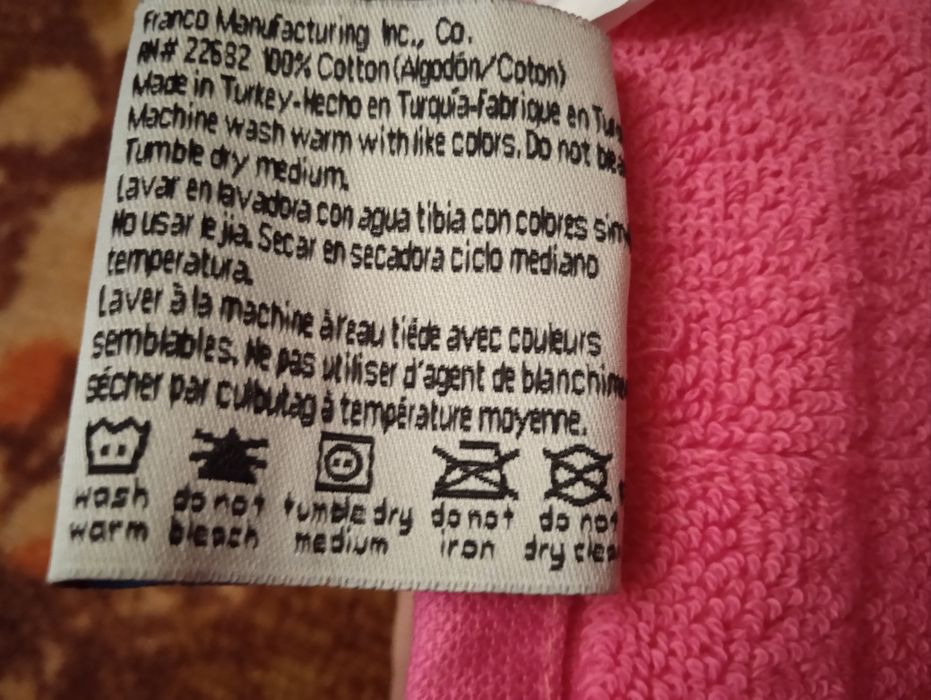 Franco Manufacturing Inc., Co.
RN# 22682 100% Cotton (Algodón/Coton)
Made in Turkey-Hecho en Turquía-Fabrique en
Machine wash warm with like colors. Do not
Tumble dry medium.
Lavar en lavadora con agua tibia con colores
No usar lejia. Secar en secadora ciclo mediano
temperatura.
Laver à la machine àreau tiéde avec couleurs
semblables. Ne pas utiliser d'agent de
sécher par culbutag à température moyenne.
wash do not tumble dry do not do not
warm bleach medium iron dry